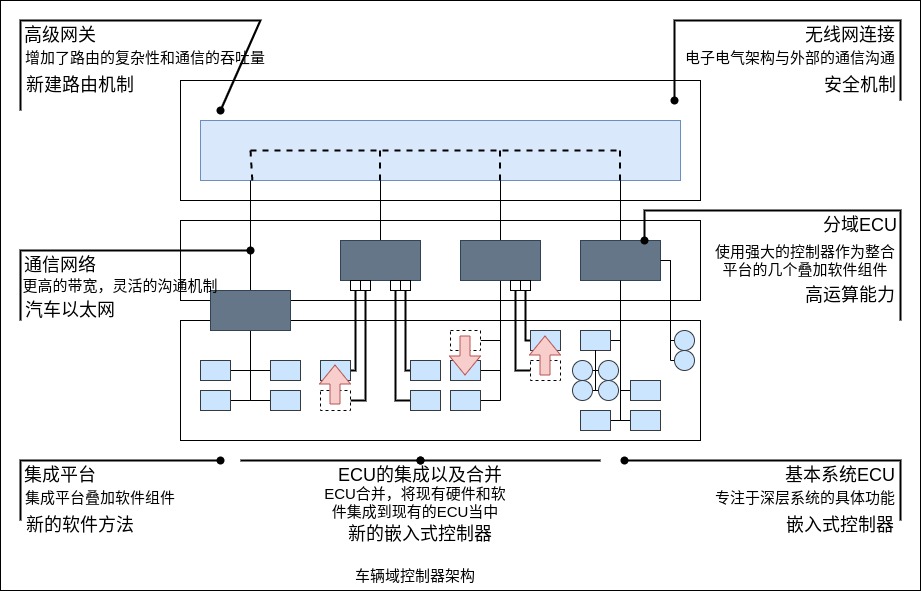 高级网关
增加了路由的复杂性和通信的吞吐量
新建路由机制
无线网连接
电子电气架构与外部的通信沟通
安全机制
通信网络
更高的带宽，灵活的沟通机制
汽车以太网
分域ECU
使用强大的控制器作为整合
平台的几个叠加软件组件
高运算能力
集成平台
集成平台叠加软件组件
新的软件方法
ECU的集成以及合并
ECU合并，将现有硬件和软
件集成到现有的ECU当中
新的嵌入式控制器
基本系统ECU
专注于深层系统的具体功能
嵌入式控制器
车辆域控制器架构